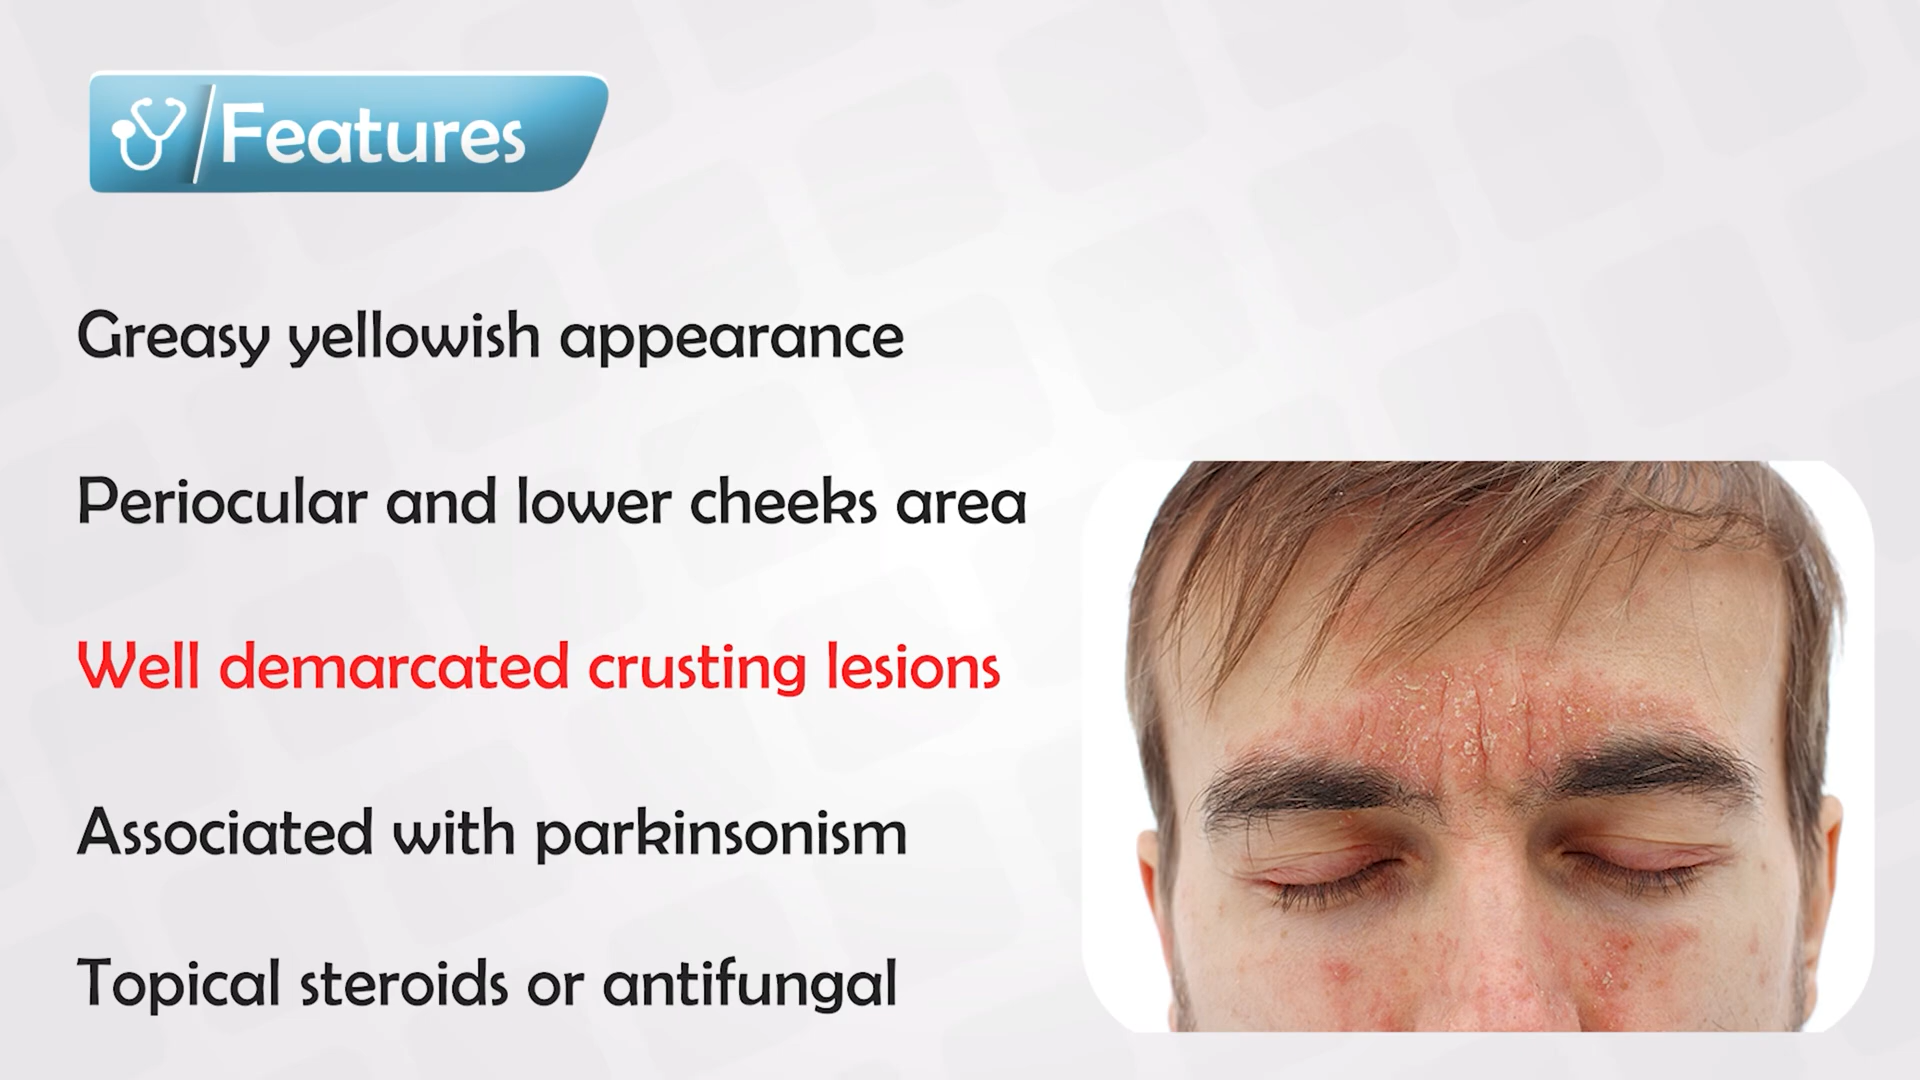 Features
Greasy yellowish appearance
Periocular and lower cheeks area
Well demarcated crusting lesions
Associated with parkinsonism
Topical steroids or antifungal